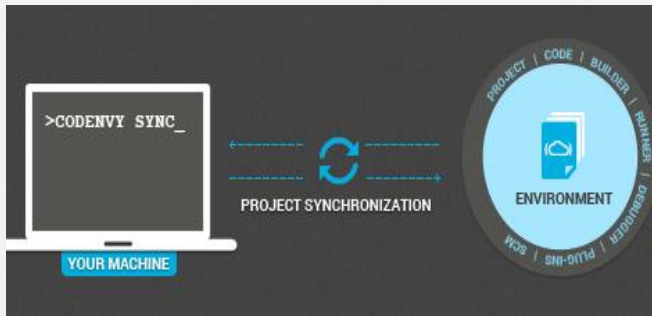 >CODENVY SYNC_
YOUR MACHINE
PROJECT SYNCHRONIZATION
PROJECT | CODE | BUILDER | RUNNER | DEBUGGER | PLUG-INS | SCM
ENVIRONMENT